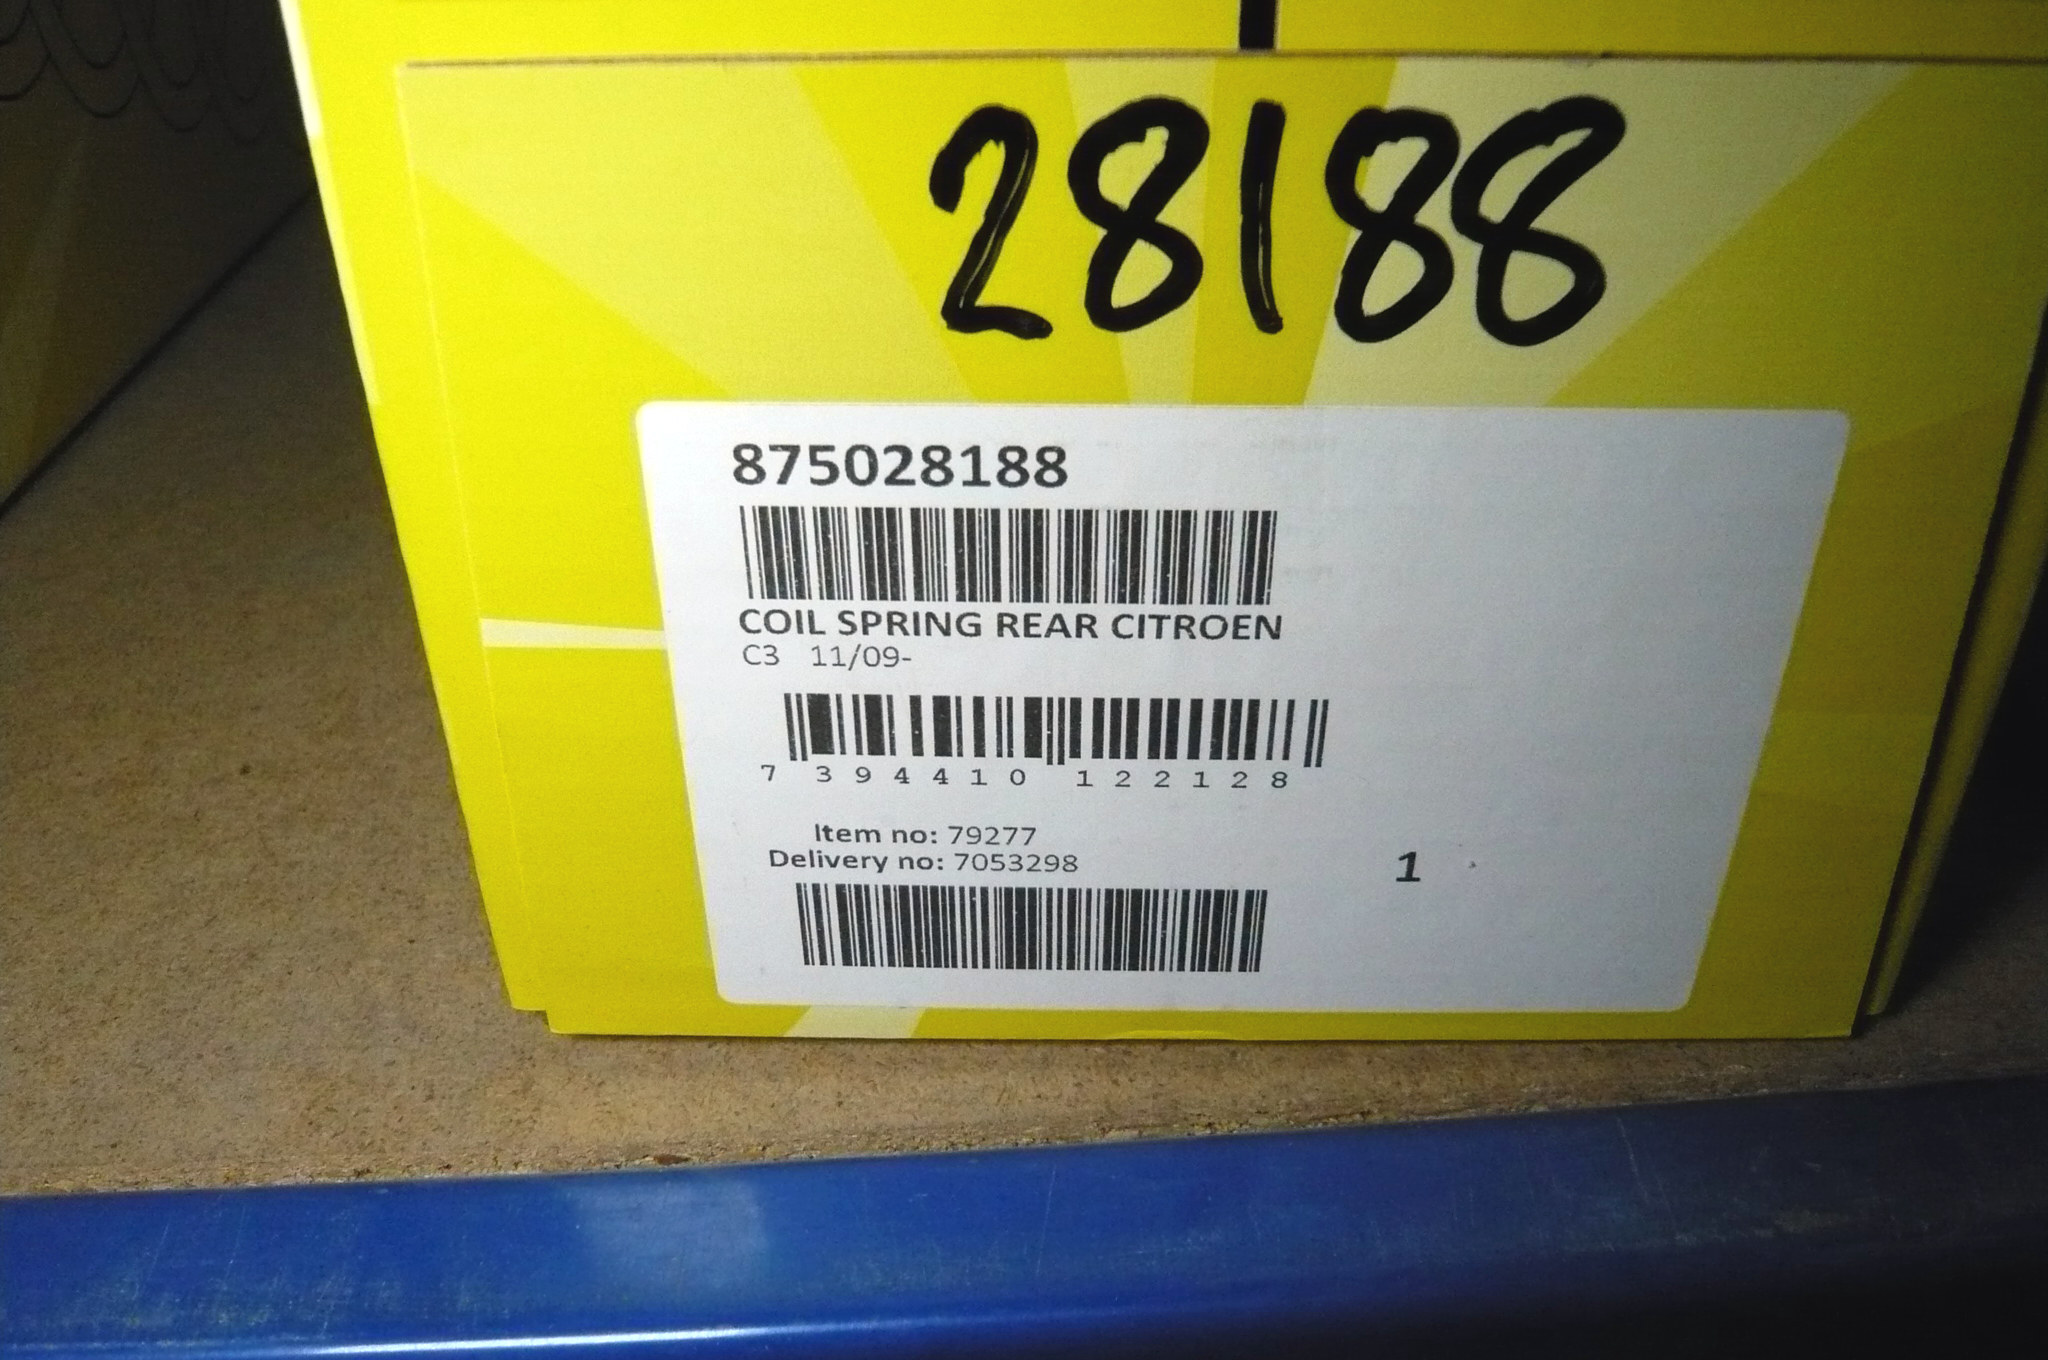 28188
875028188
COIL SPRING REAR CITROEN
C3 11/09-
7 394410 122128
Item no: 79277
Delivery no: 7053298
1